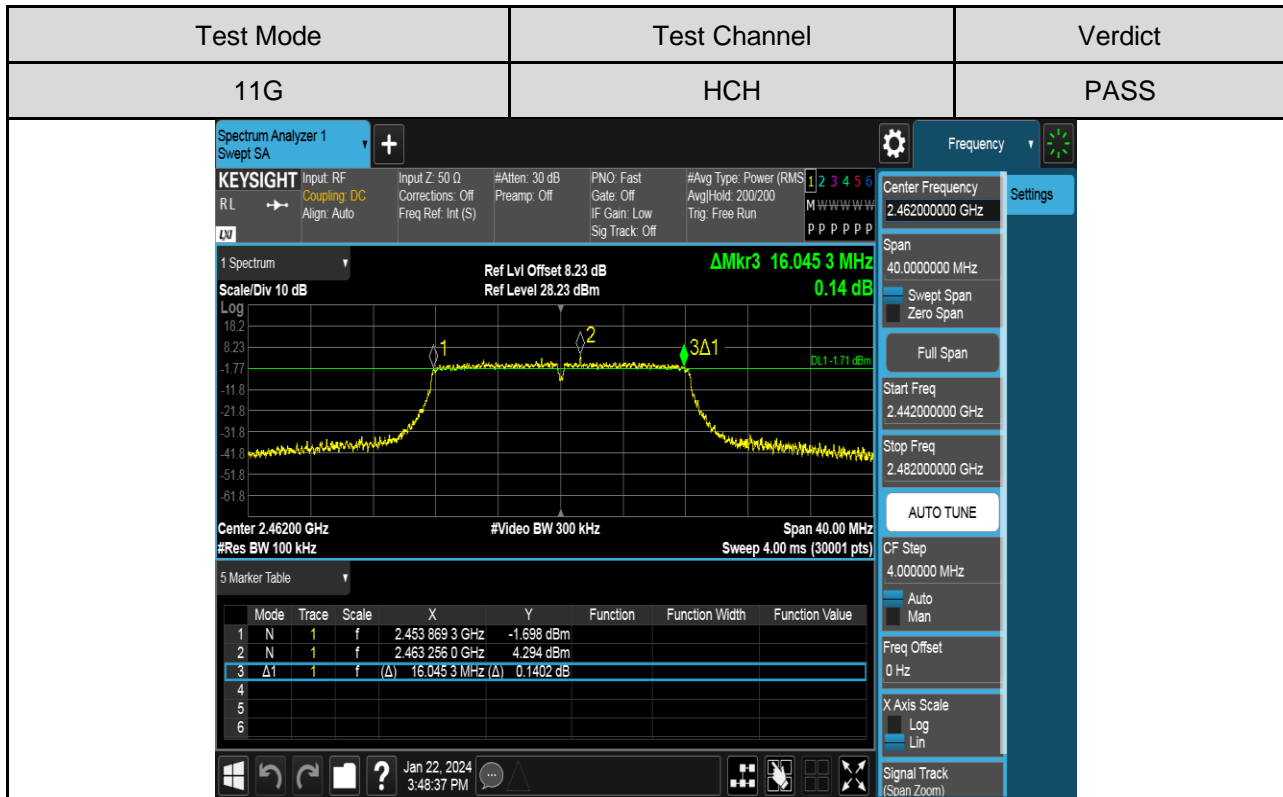 Test Mode Test Channel Verdict
11G HCH PASS
Spectrum Analyzer 1
Swept SA
+
Frequency
KEYSIGHT Input: RF Input Z: 50 Ω #Atten: 30 dB PNO: Fast #Avg Type: Power (RMS 1 2 3 4 5 6
RL Coupling: DC Corrections: Off Preamp: Off Gate: Off Avg|Hold: 200/200 M W W W W W
Align: Auto Freq Ref: Int (S) IF Gain: Low Trig: Free Run
LXI Sig Track: Off P P P P P P
1 Spectrum
Scale/Div 10 dB
Ref Lvl Offset 8.23 dB
Ref Level 28.23 dBm
ΔMkr3 16.045 3 MHz
0.14 dB
Log
18.2
8.23
-1.77
-11.8
-21.8
-31.8
-41.8
-51.8
-61.8
1
2
3Δ1
DL1 -1.71 dBm
Center 2.46200 GHz #Video BW 300 kHz Span 40.00 MHz
#Res BW 100 kHz Sweep 4.00 ms (30001 pts)
5 Marker Table
Mode Trace Scale X Y Function Function Width Function Value
1 N 1 f 2.453 869 3 GHz -1.698 dBm
2 N 1 f 2.463 256 0 GHz 4.294 dBm
3 Δ1 1 f (Δ) 16.045 3 MHz (Δ) 0.1402 dB
4
5
6
?
Jan 22, 2024
3:48:37 PM
Center Frequency
2.462000000 GHz
Settings
Span
40.0000000 MHz
Swept Span
Zero Span
Full Span
Start Freq
2.442000000 GHz
Stop Freq
2.482000000 GHz
AUTO TUNE
CF Step
4.000000 MHz
Auto
Man
Freq Offset
0 Hz
X Axis Scale
Log
Lin
Signal Track
(Span Zoom)